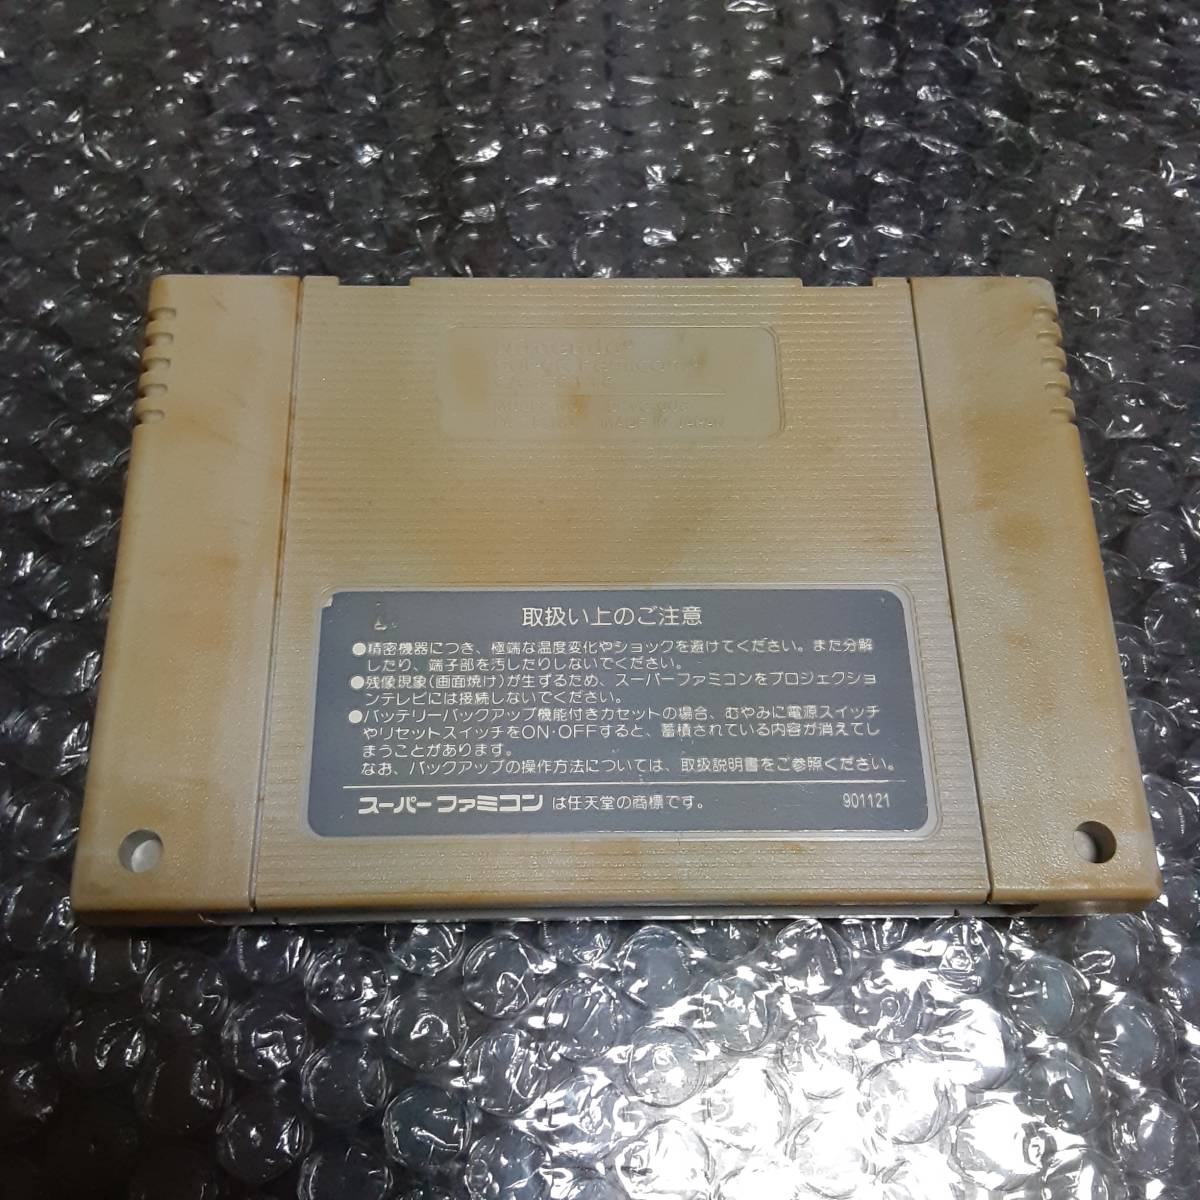 Nintendo®
MADE IN JAPAN
取扱い上のご注意
●精密機器につき、極端な温度変化やショックを避けてください。また分解
したり、端子部を汚したりしないでください。
●残像現象(画面焼け)が生ずるため、スーパーファミコンをプロジェクショ
ンテレビには接続しないでください。
●バッテリーバックアップ機能付きカセットの場合、むやみに電源スイッチ
やリセットスイッチをON・OFFすると、蓄積されている内容が消えてし
まうことがあります。
なお、バックアップの操作方法については、取扱説明書をご参照ください。
スーパーファミコン は任天堂の商標です。 901121